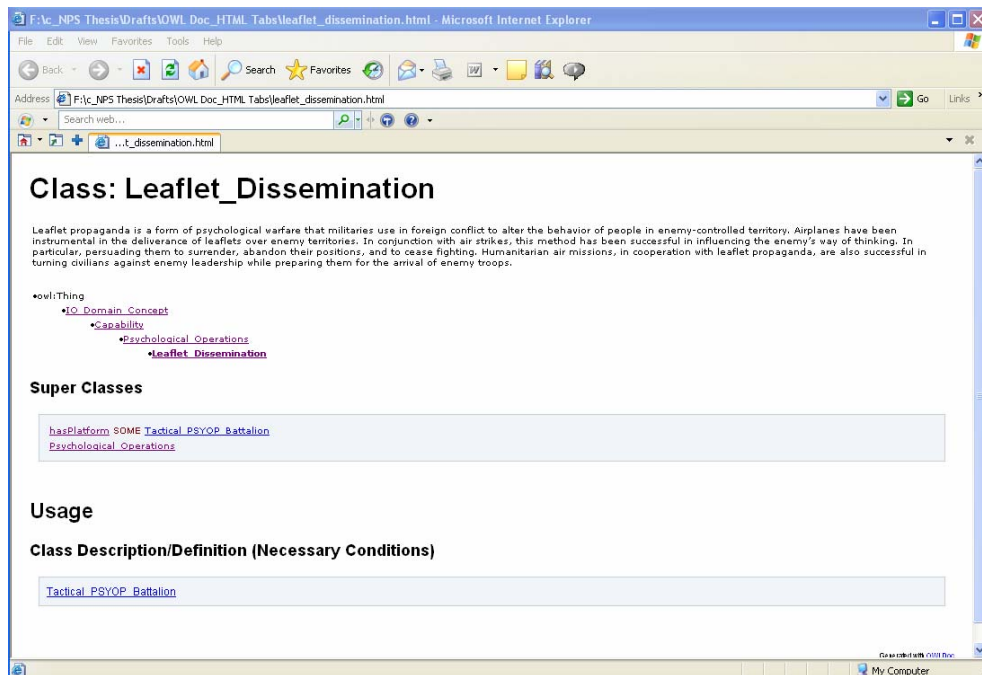 F:\c_NPS Thesis\Drafts\OWL Doc_HTML Tabs\leaflet_dissemination.html - Microsoft Internet Explorer
File Edit View Favorites Tools Help
Back Search Favorites
Address F:\c_NPS Thesis\Drafts\OWL Doc_HTML Tabs\leaflet_dissemination.html Go Links
Search web...
...t_dissemination.html
Class: Leaflet_Dissemination
Leaflet propaganda is a form of psychological warfare that militaries use in foreign conflict to alter the behavior of people in enemy-controlled territory. Airplanes have been
instrumental in the deliverance of leaflets over enemy territories. In conjunction with air strikes, this method has been successful in influencing the enemy's way of thinking. In
particular, persuading them to surrender, abandon their positions, and to cease fighting. Humanitarian air missions, in cooperation with leaflet propaganda, are also successful in
turning civilians against enemy leadership while preparing them for the arrival of enemy troops.
•owl:Thing
•IO_Domain_Concept
•Capability
•Psychological_Operations
•Leaflet_Dissemination
Super Classes
hasPlatform SOME Tactical_PSYOP_Battalion
Psychological_Operations
Usage
Class Description/Definition (Necessary Conditions)
Tactical_PSYOP_Battalion
Generated with OWLDoc
My Computer